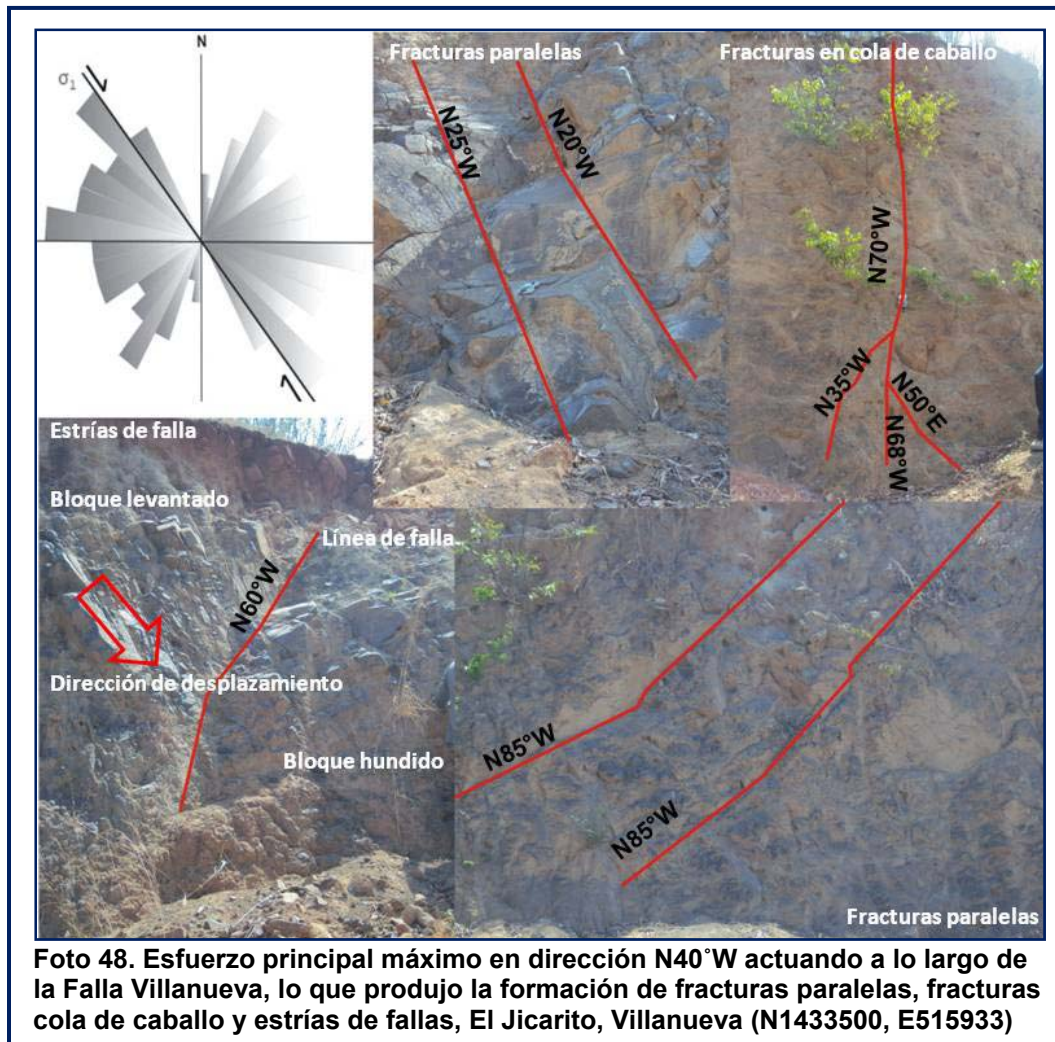 N
σ1
Fracturas paralelas
N25°W
N20°W
Fracturas en cola de caballo
N70°W
N35°W
N68°W
N50°E
Estrías de falla
Bloque levantado
Línea de falla
N60°W
Dirección de desplazamiento
Bloque hundido
N85°W
N85°W
Fracturas paralelas
Foto 48. Esfuerzo principal máximo en dirección N40°W actuando a lo largo de
la Falla Villanueva, lo que produjo la formación de fracturas paralelas, fracturas
cola de caballo y estrías de fallas, El Jicarito, Villanueva (N1433500, E515933)